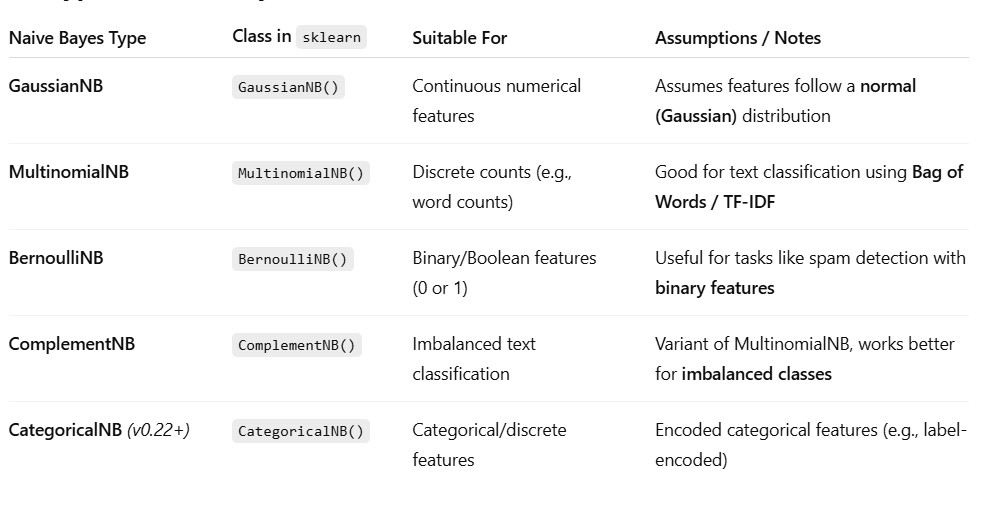 Naive Bayes Type Class in sklearn Suitable For Assumptions / Notes
GaussianNB GaussianNB() Continuous numerical features Assumes features follow a normal (Gaussian) distribution
MultinomialNB MultinomialNB() Discrete counts (e.g., word counts) Good for text classification using Bag of Words / TF-IDF
BernoulliNB BernoulliNB() Binary/Boolean features (0 or 1) Useful for tasks like spam detection with binary features
ComplementNB ComplementNB() Imbalanced text classification Variant of MultinomialNB, works better for imbalanced classes
CategoricalNB (v0.22+) CategoricalNB() Categorical/discrete features Encoded categorical features (e.g., label-encoded)